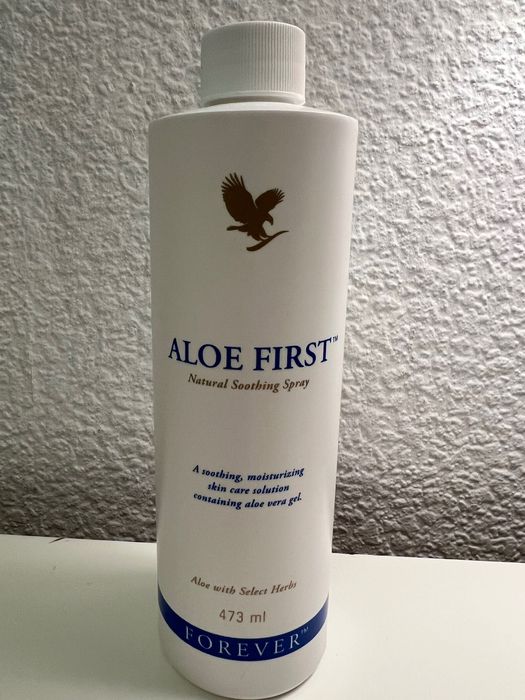 ALOE FIRST™
Natural Soothing Spray
A soothing, moisturizing
skin care solution
containing aloe vera gel.
Aloe with Select Herbs
473 ml
FOREVER™